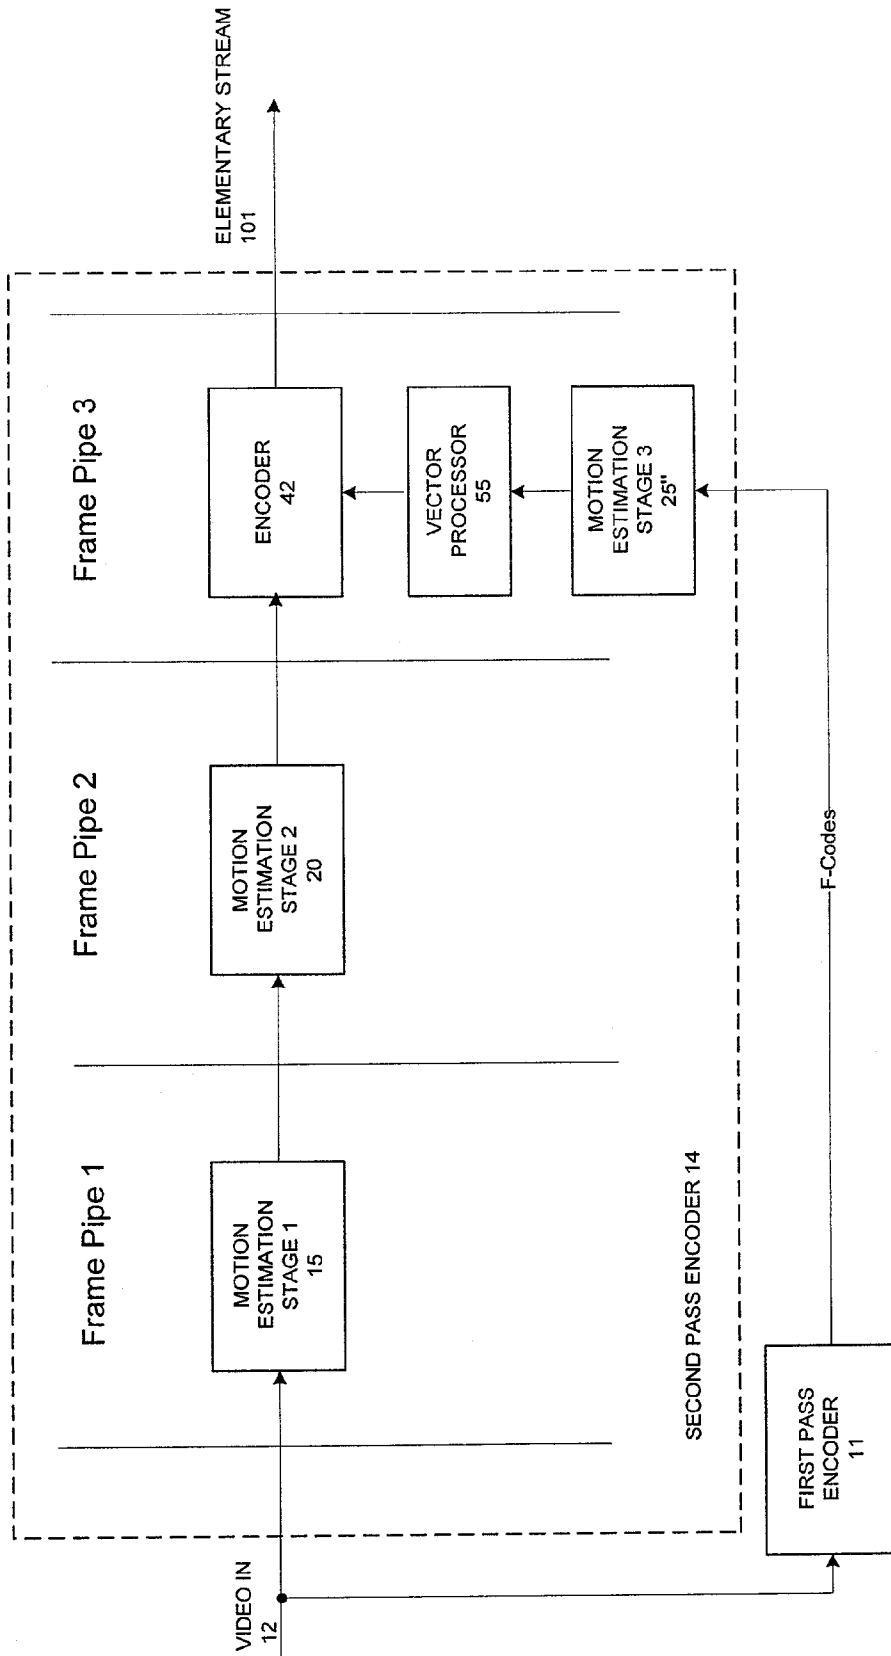 Frame Pipe 1
Frame Pipe 2
Frame Pipe 3
VIDEO IN
12
MOTION
ESTIMATION
STAGE 1
15
MOTION
ESTIMATION
STAGE 2
20
ENCODER
42
ELEMENTARY STREAM
101
VECTOR
PROCESSOR
55
MOTION
ESTIMATION
STAGE 3
25"
SECOND PASS ENCODER 14
FIRST PASS
ENCODER
11
F-Codes